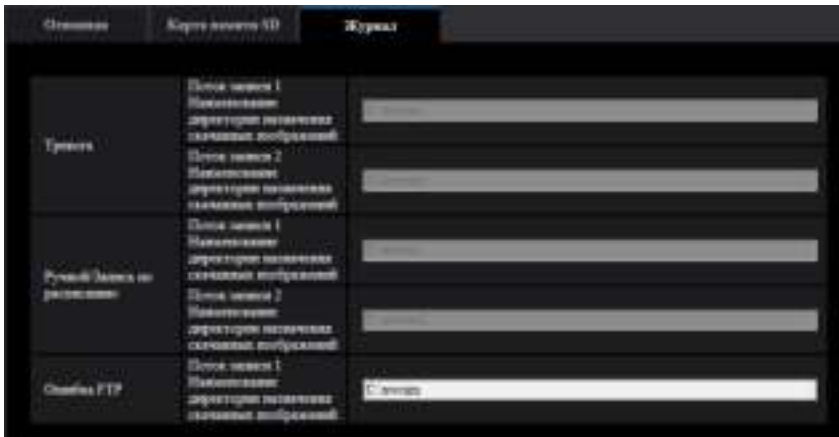 Основная
Карта памяти SD
Журнал
Тревога
Поток записи 1
Наименование
директории назначения
скачанных изображений
Поток записи 2
Наименование
директории назначения
скачанных изображений
Ручной/Запись по
расписанию
Поток записи 1
Наименование
директории назначения
скачанных изображений
Поток записи 2
Наименование
директории назначения
скачанных изображений
Ошибка FTP
Поток записи 1
Наименование
директории назначения
скачанных изображений